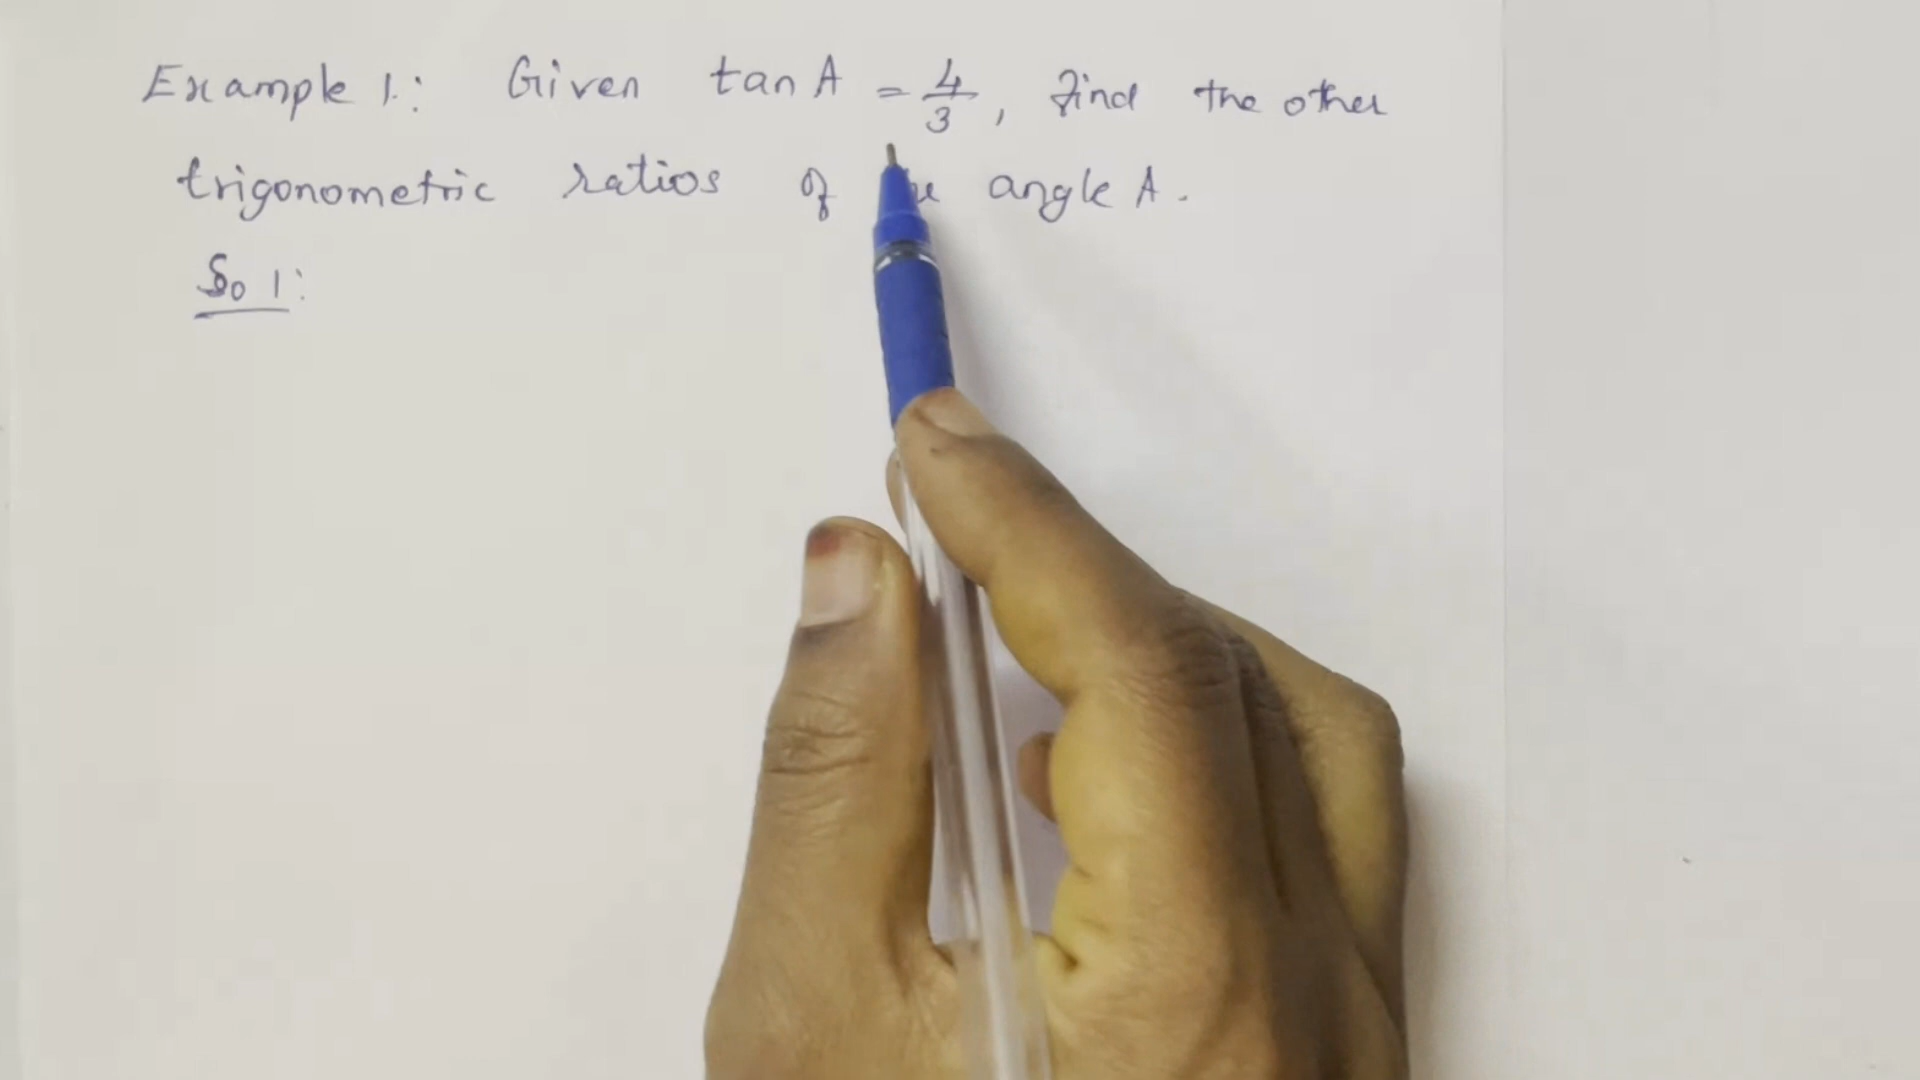 Example 1.: Given tan A = 4/3, find the other
trigonometric ratios of angle A.
Sol: